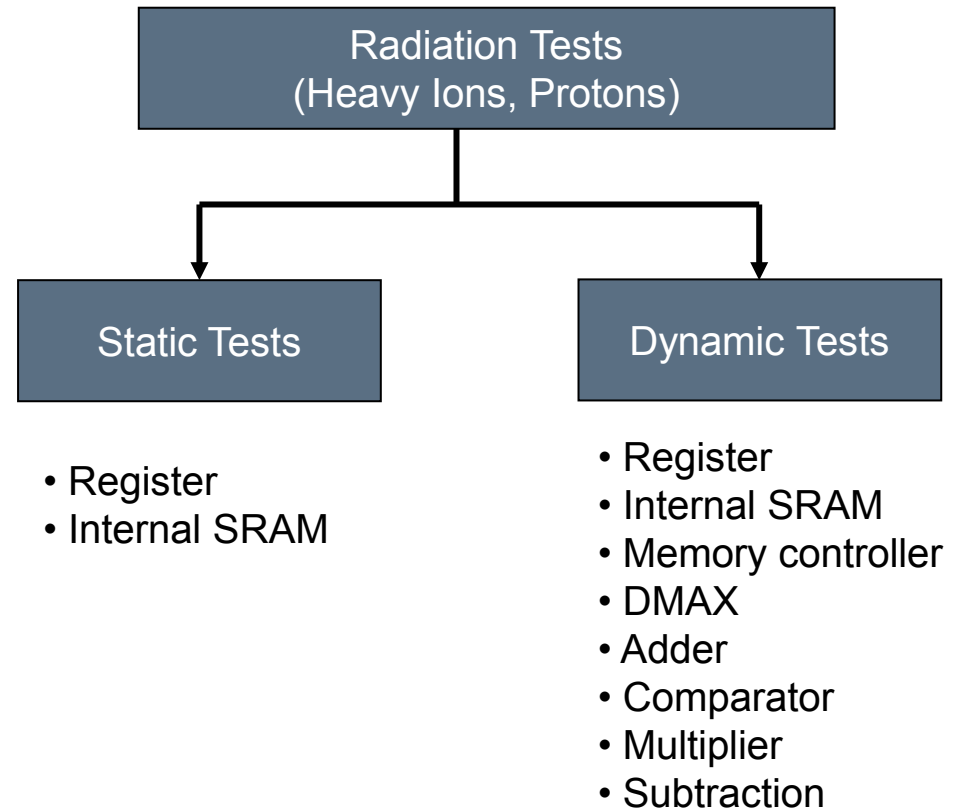 Radiation Tests
(Heavy Ions, Protons)
Static Tests
• Register
• Internal SRAM
Dynamic Tests
• Register
• Internal SRAM
• Memory controller
• DMAX
• Adder
• Comparator
• Multiplier
• Subtraction